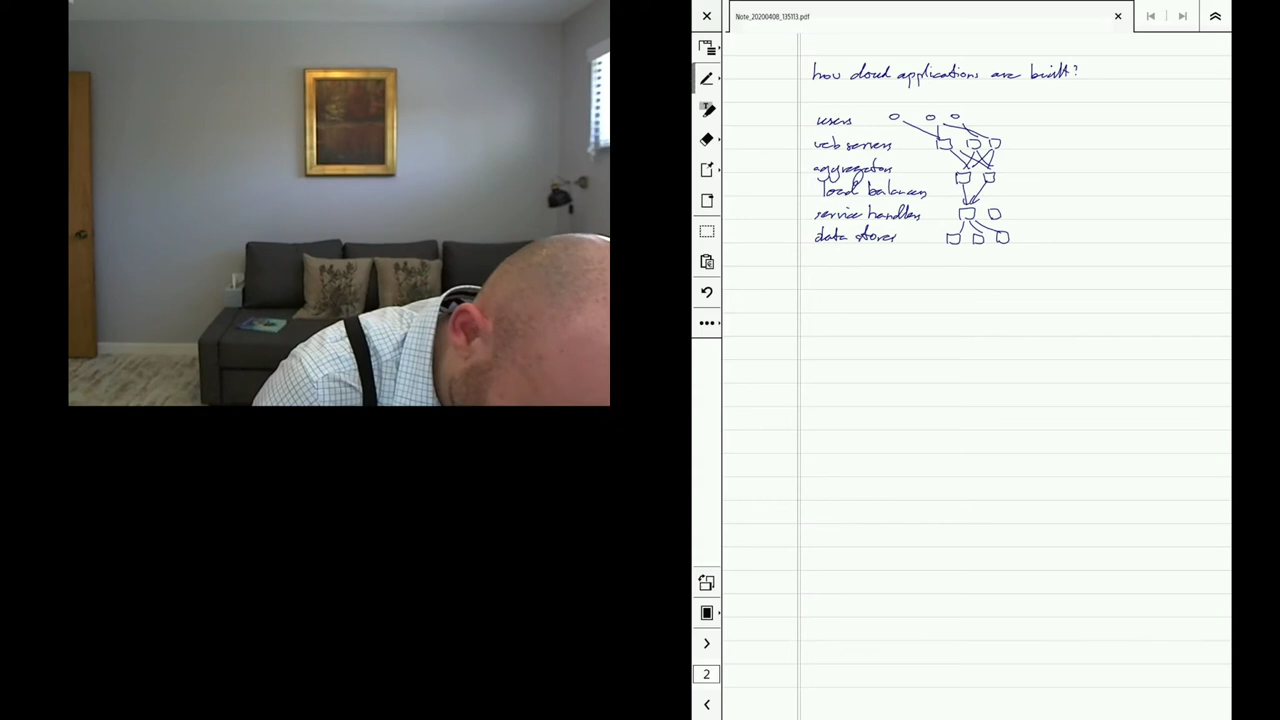 Note_20200408_135113.pdf
how cloud applications are built?
users
web servers
aggregators
load balancers
service handlers
data stores
2